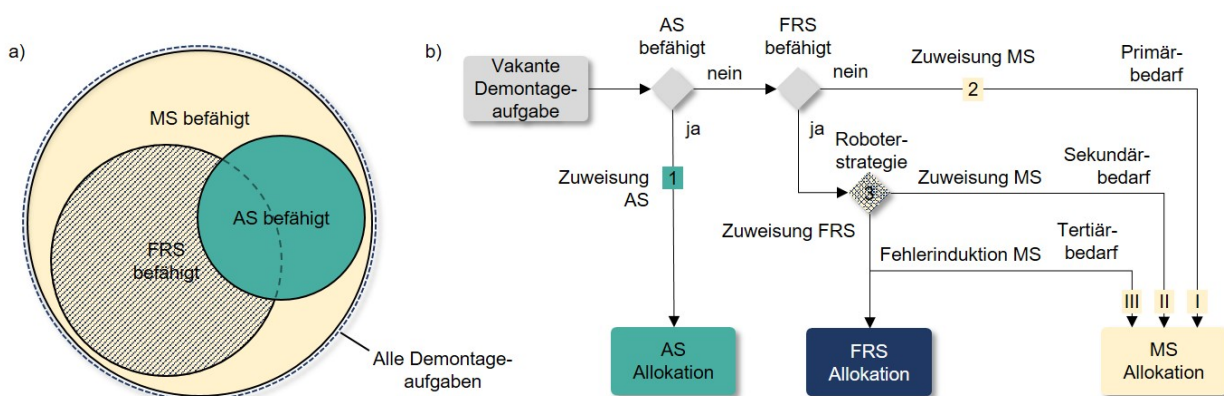 a)
MS befähigt
AS befähigt
FRS
befähigt
Alle Demontage-
aufgaben
b)
Vakante
Demontage-
aufgabe
AS
befähigt
nein
ja
FRS
befähigt
nein
ja
Zuweisung MS
2
Primär-
bedarf
Zuweisung
AS
1
Roboter-
strategie
3
Zuweisung MS
Sekundär-
bedarf
Zuweisung FRS
Fehlerinduktion MS
Tertiär-
bedarf
III
II
I
AS
Allokation
FRS
Allokation
MS
Allokation